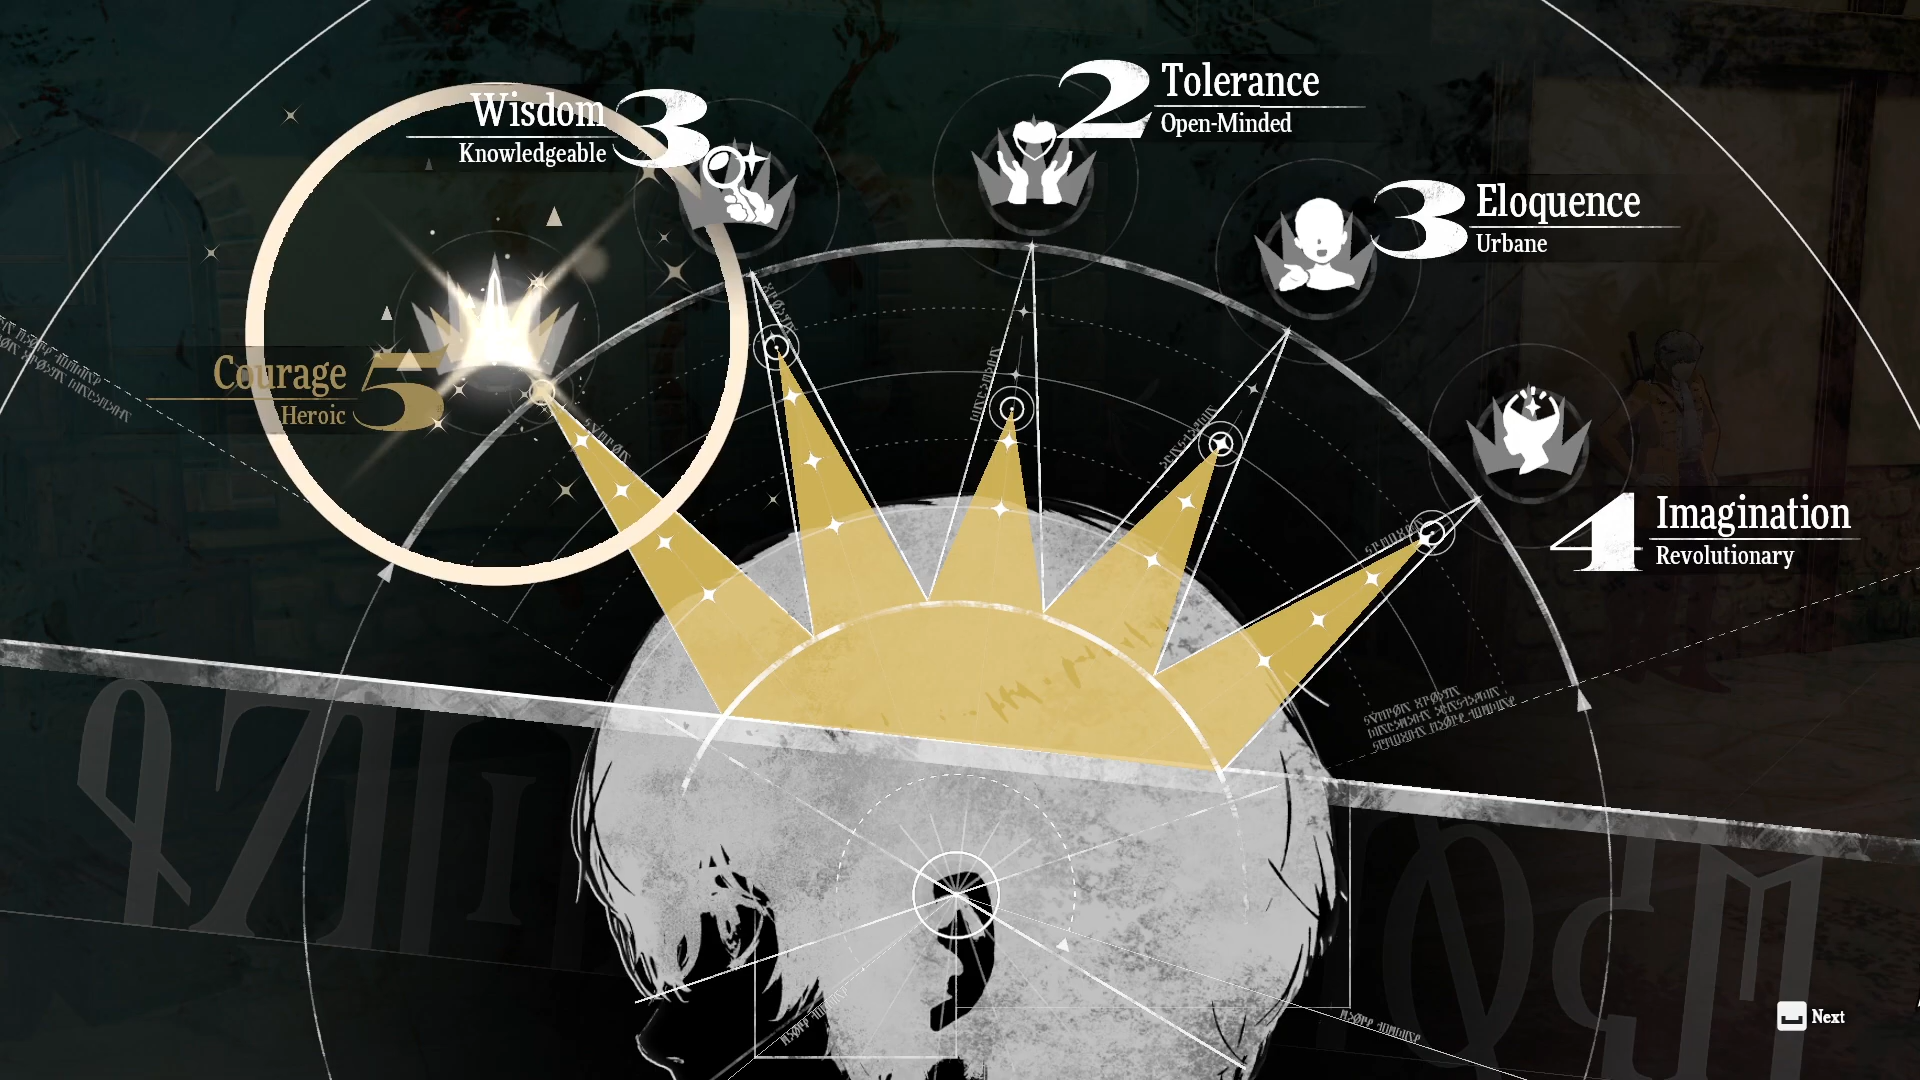 Wisdom 3
Knowledgeable
2 Tolerance
Open-Minded
3 Eloquence
Urbane
Courage 5
Heroic
4 Imagination
Revolutionary
Next